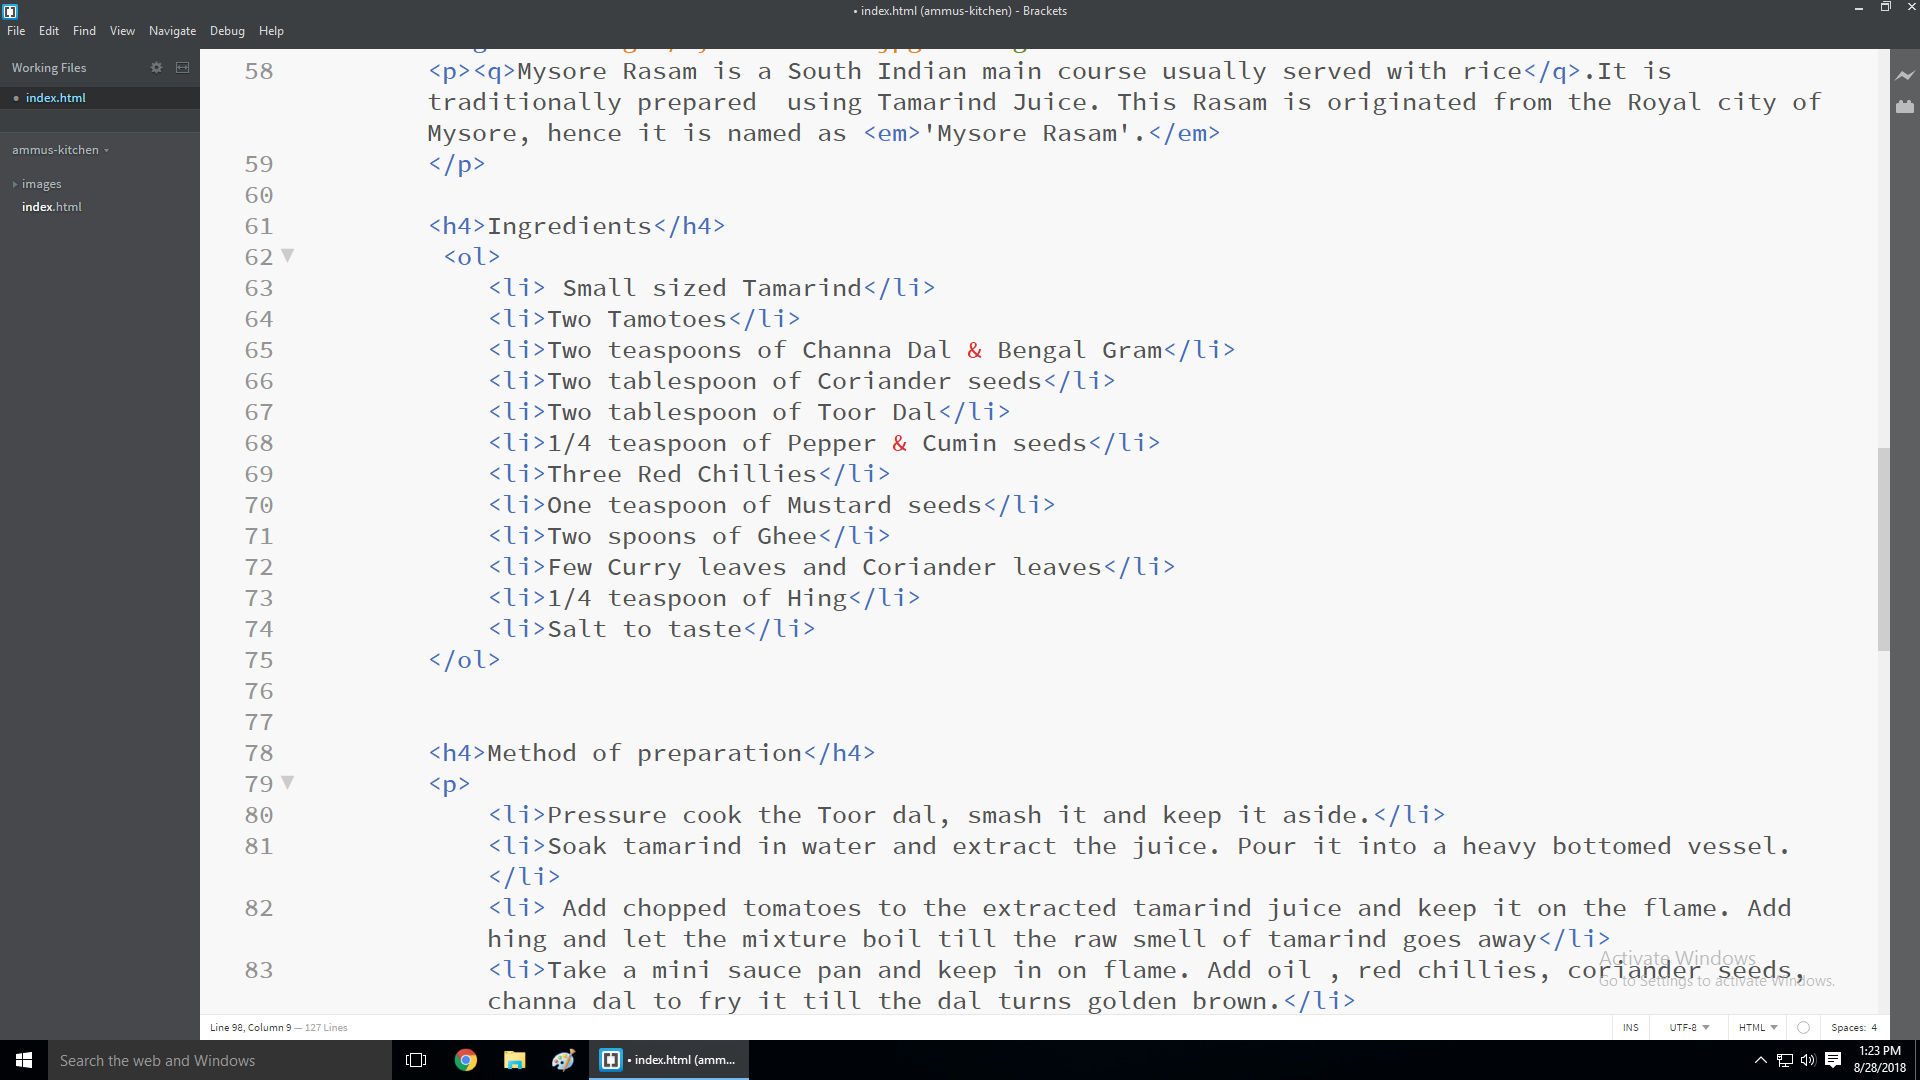 • index.html (ammus-kitchen) - Brackets
File Edit Find View Navigate Debug Help
Working Files
• index.html
ammus-kitchen
images
index.html
58 <p><q>Mysore Rasam is a South Indian main course usually served with rice</q>.It is
traditionally prepared  using Tamarind Juice. This Rasam is originated from the Royal city of
Mysore, hence it is named as <em>'Mysore Rasam'.</em>
59 </p>
60
61 <h4>Ingredients</h4>
62 <ol>
63 <li> Small sized Tamarind</li>
64 <li>Two Tamotoes</li>
65 <li>Two teaspoons of Channa Dal & Bengal Gram</li>
66 <li>Two tablespoon of Coriander seeds</li>
67 <li>Two tablespoon of Toor Dal</li>
68 <li>1/4 teaspoon of Pepper & Cumin seeds</li>
69 <li>Three Red Chillies</li>
70 <li>One teaspoon of Mustard seeds</li>
71 <li>Two spoons of Ghee</li>
72 <li>Few Curry leaves and Coriander leaves</li>
73 <li>1/4 teaspoon of Hing</li>
74 <li>Salt to taste</li>
75 </ol>
76
77
78 <h4>Method of preparation</h4>
79 <p>
80 <li>Pressure cook the Toor dal, smash it and keep it aside.</li>
81 <li>Soak tamarind in water and extract the juice. Pour it into a heavy bottomed vessel.
</li>
82 <li> Add chopped tomatoes to the extracted tamarind juice and keep it on the flame. Add
hing and let the mixture boil till the raw smell of tamarind goes away</li>
83 <li>Take a mini sauce pan and keep in on flame. Add oil , red chillies, coriander seeds,
channa dal to fry it till the dal turns golden brown.</li>
Activate Windows
Go to Settings to activate Windows.
Line 98, Column 9 — 127 Lines
INS UTF-8 HTML Spaces: 4
Search the web and Windows
• index.html (amm...
1:23 PM
8/28/2018